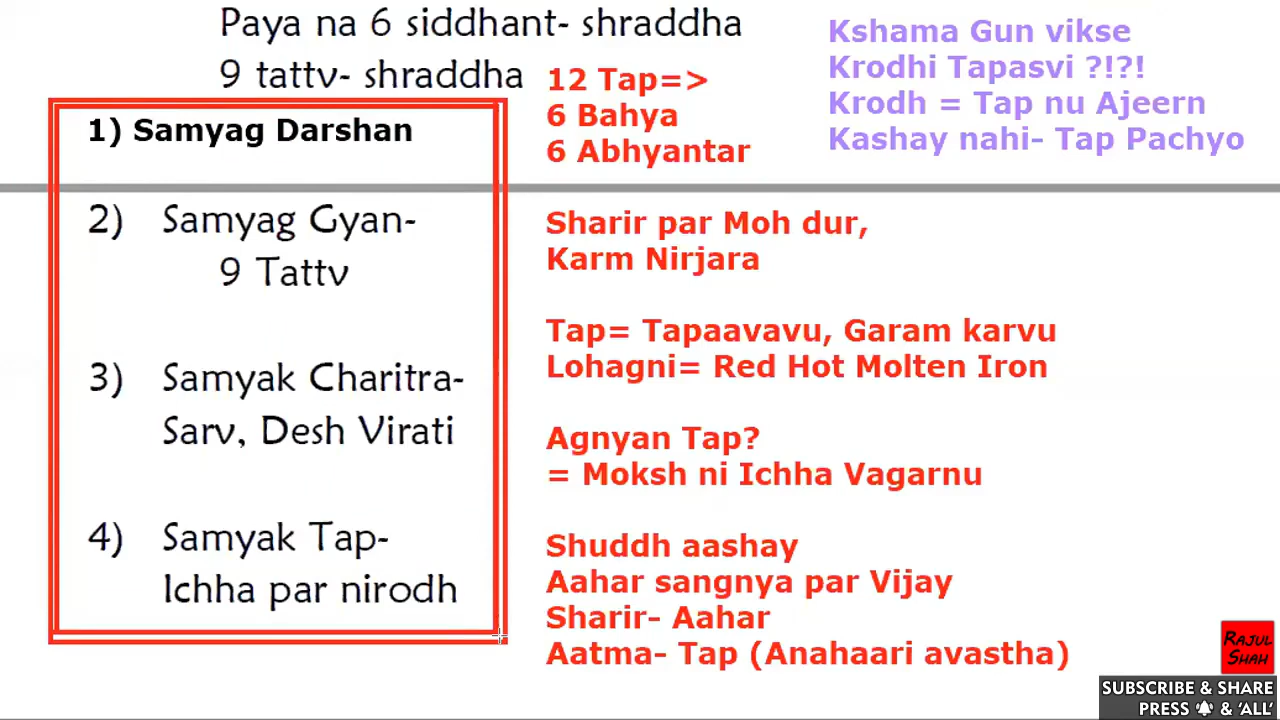 Paya na 6 siddhant- shraddha
9 tattv- shraddha
1) Samyag Darshan
2) Samyag Gyan-
9 Tattv
3) Samyak Charitra-
Sarv, Desh Virati
4) Samyak Tap-
Ichha par nirodh
12 Tap=>
6 Bahya
6 Abhyantar
Sharir par Moh dur,
Karm Nirjara
Tap= Tapaavavu, Garam karvu
Lohagni= Red Hot Molten Iron
Agnyan Tap?
= Moksh ni Ichha Vagarnu
Shuddh aashay
Aahar sangnya par Vijay
Sharir- Aahar
Aatma- Tap (Anahaari avastha)
Kshama Gun vikse
Krodhi Tapasvi ?!?!
Krodh = Tap nu Ajeern
Kashay nahi- Tap Pachyo
RAJUL
SHAH
SUBSCRIBE & SHARE
PRESS & 'ALL'